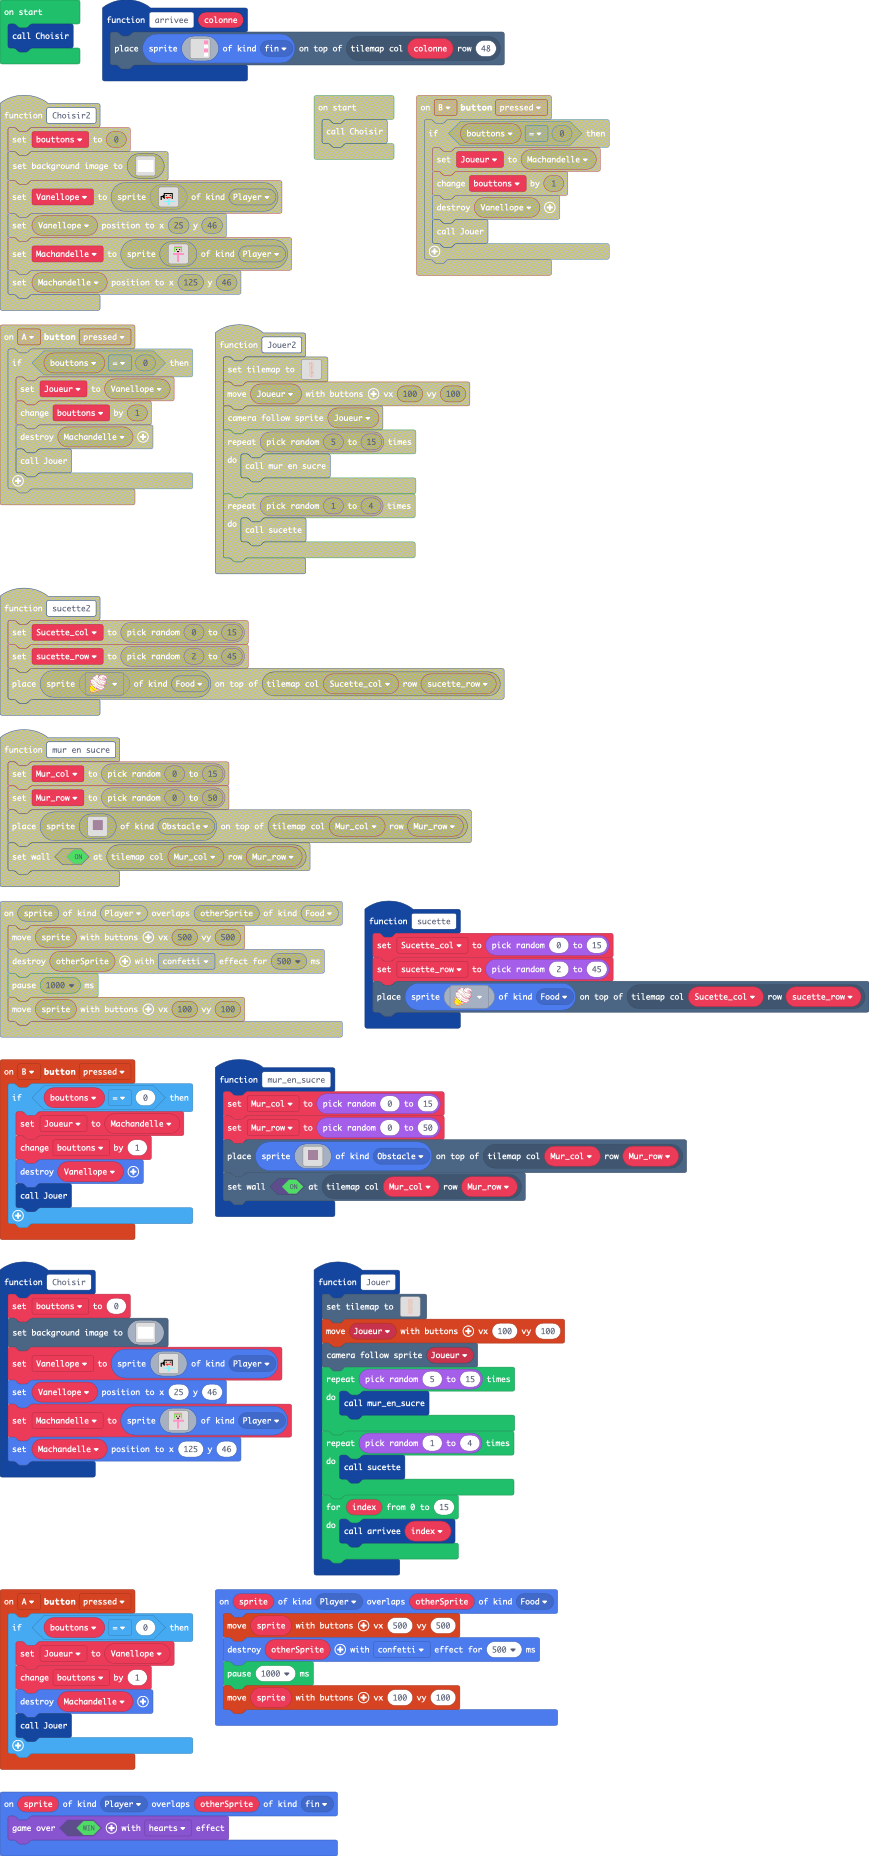 on start
call Choisir
function arrivee colonne
place sprite of kind fin on top of tilemap col colonne row 48
function Choisir2
set bouttons to 0
set background image to
set Vanellope to sprite of kind Player
set Vanellope position to x 25 y 46
set Machandelle to sprite of kind Player
set Machandelle position to x 125 y 46
on start
call Choisir
on B button pressed
if bouttons = 0 then
set Joueur to Machandelle
change bouttons by 1
destroy Vanellope
call Jouer
on A button pressed
if bouttons = 0 then
set Joueur to Vanellope
change bouttons by 1
destroy Machandelle
call Jouer
function Jouer2
set tilemap to
move Joueur with buttons vx 100 vy 100
camera follow sprite Joueur
repeat pick random 5 to 15 times
do call mur en sucre
repeat pick random 1 to 4 times
do call sucette
function sucette2
set Sucette_col to pick random 0 to 15
set sucette_row to pick random 2 to 45
place sprite of kind Food on top of tilemap col Sucette_col row sucette_row
function mur en sucre
set Mur_col to pick random 0 to 15
set Mur_row to pick random 0 to 50
place sprite of kind Obstacle on top of tilemap col Mur_col row Mur_row
set wall ON at tilemap col Mur_col row Mur_row
on sprite of kind Player overlaps otherSprite of kind Food
move sprite with buttons vx 500 vy 500
destroy otherSprite with confetti effect for 500 ms
pause 1000 ms
move sprite with buttons vx 100 vy 100
function sucette
set Sucette_col to pick random 0 to 15
set sucette_row to pick random 2 to 45
place sprite of kind Food on top of tilemap col Sucette_col row sucette_row
on B button pressed
if bouttons = 0 then
set Joueur to Machandelle
change bouttons by 1
destroy Vanellope
call Jouer
function mur_en_sucre
set Mur_col to pick random 0 to 15
set Mur_row to pick random 0 to 50
place sprite of kind Obstacle on top of tilemap col Mur_col row Mur_row
set wall ON at tilemap col Mur_col row Mur_row
function Choisir
set bouttons to 0
set background image to
set Vanellope to sprite of kind Player
set Vanellope position to x 25 y 46
set Machandelle to sprite of kind Player
set Machandelle position to x 125 y 46
function Jouer
set tilemap to
move Joueur with buttons vx 100 vy 100
camera follow sprite Joueur
repeat pick random 5 to 15 times
do call mur_en_sucre
repeat pick random 1 to 4 times
do call sucette
for index from 0 to 15
do call arrivee index
on A button pressed
if bouttons = 0 then
set Joueur to Vanellope
change bouttons by 1
destroy Machandelle
call Jouer
on sprite of kind Player overlaps otherSprite of kind Food
move sprite with buttons vx 500 vy 500
destroy otherSprite with confetti effect for 500 ms
pause 1000 ms
move sprite with buttons vx 100 vy 100
on sprite of kind Player overlaps otherSprite of kind fin
game over WIN with hearts effect